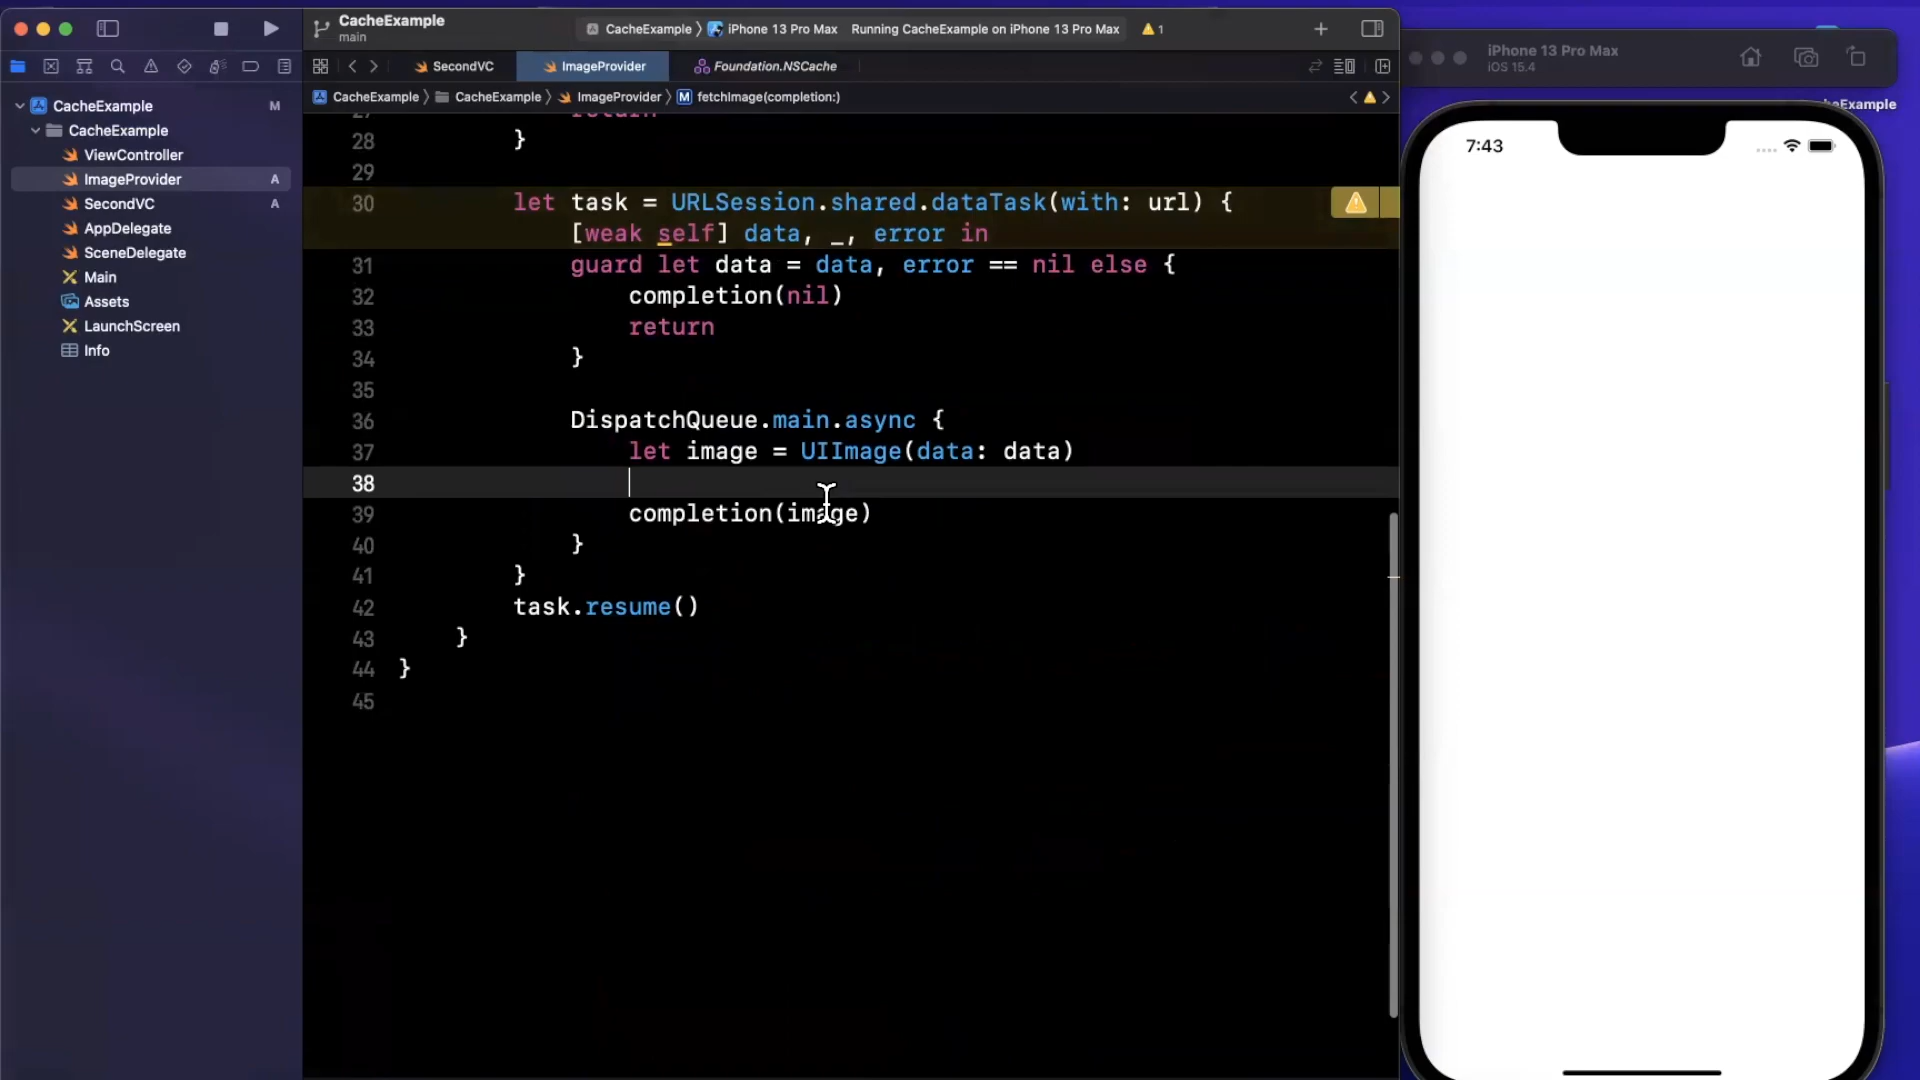 CacheExample
main
CacheExample
iPhone 13 Pro Max
Running CacheExample on iPhone 13 Pro Max
1
SecondVC
ImageProvider
Foundation.NSCache
CacheExample
CacheExample
ImageProvider
M fetchImage(completion:)
CacheExample M
CacheExample
ViewController
ImageProvider A
SecondVC A
AppDelegate
SceneDelegate
Main
Assets
LaunchScreen
Info
27 return
28 }
29
30 let task = URLSession.shared.dataTask(with: url) {
[weak self] data, _, error in
31 guard let data = data, error == nil else {
32 completion(nil)
33 return
34 }
35
36 DispatchQueue.main.async {
37 let image = UIImage(data: data)
38
39 completion(image)
40 }
41 }
42 task.resume()
43 }
44 }
45
iPhone 13 Pro Max
iOS 15.4
heExample
7:43